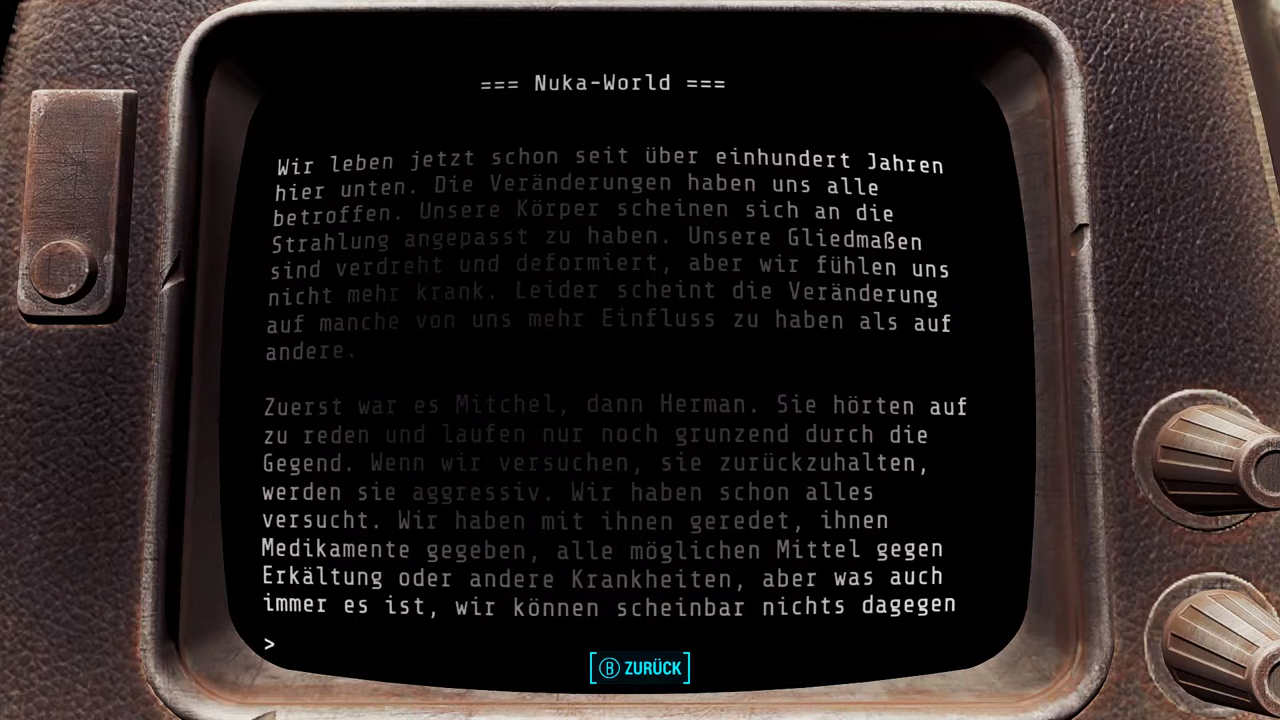 === Nuka-World ===
Wir leben jetzt schon seit über einhundert Jahren
hier unten. Die Veränderungen haben uns alle
betroffen. Unsere Körper scheinen sich an die
Strahlung angepasst zu haben. Unsere Gliedmaßen
sind verdreht und deformiert, aber wir fühlen uns
nicht mehr krank. Leider scheint die Veränderung
auf manche von uns mehr Einfluss zu haben als auf
andere.
Zuerst war es Mitchel, dann Herman. Sie hörten auf
zu reden und laufen nur noch grunzend durch die
Gegend. Wenn wir versuchen, sie zurückzuhalten,
werden sie aggressiv. Wir haben schon alles
versucht. Wir haben mit ihnen geredet, ihnen
Medikamente gegeben, alle möglichen Mittel gegen
Erkältung oder andere Krankheiten, aber was auch
immer es ist, wir können scheinbar nichts dagegen
>
[Ⓑ ZURÜCK]